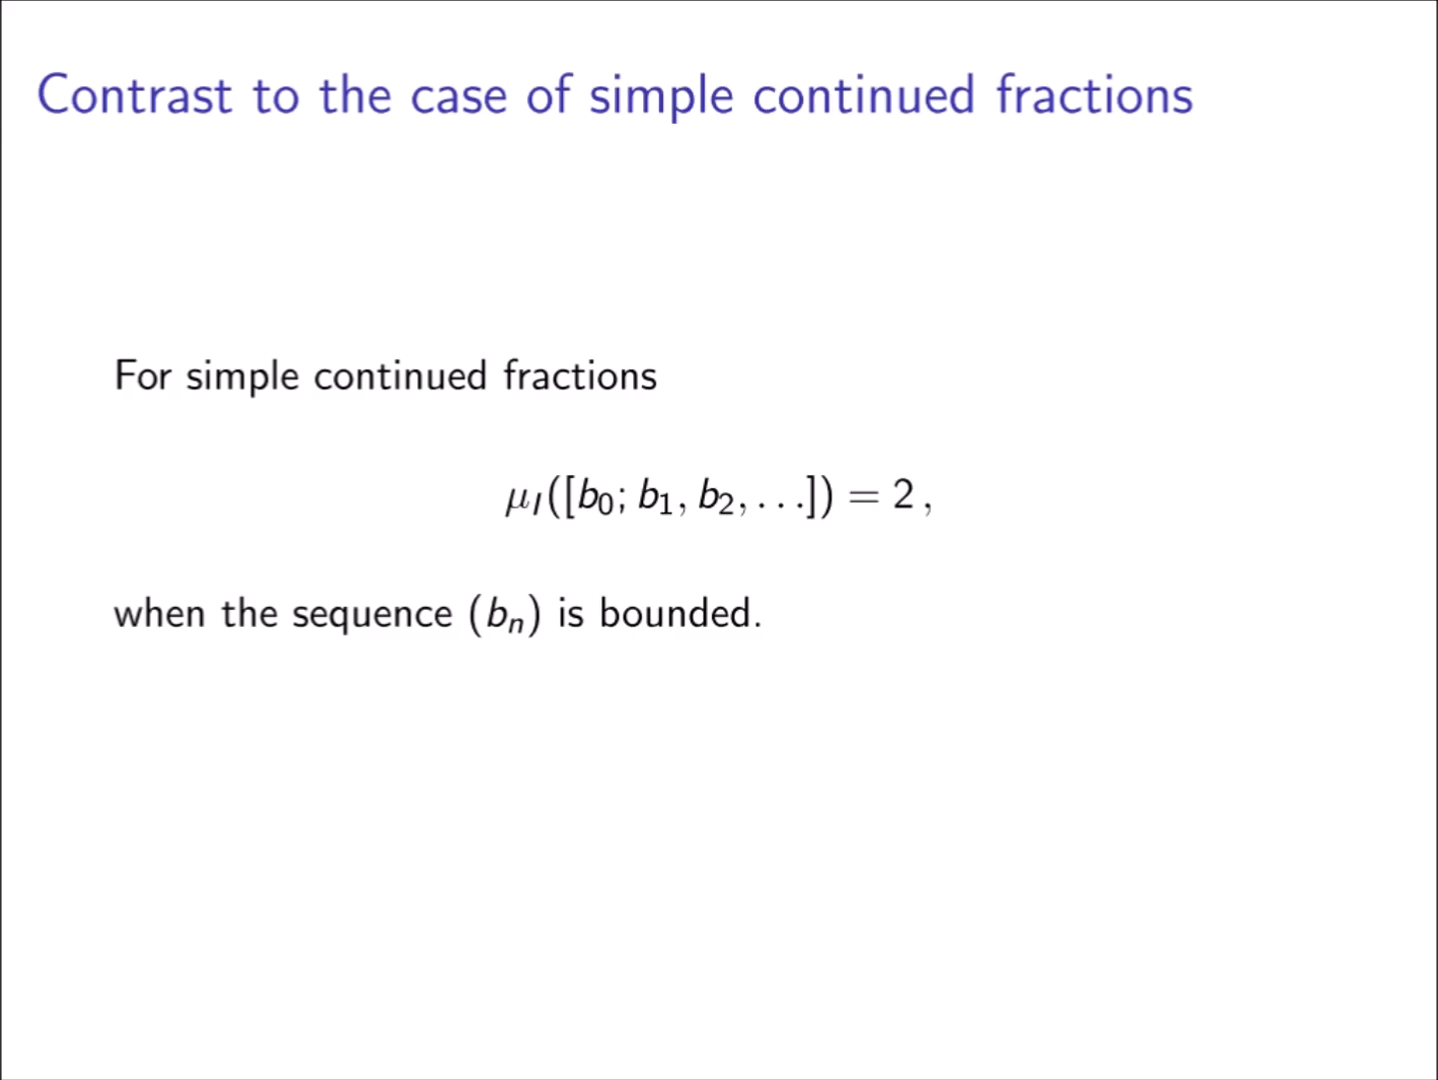 Contrast to the case of simple continued fractions
For simple continued fractions
μ_I([b_0; b_1, b_2, . . .]) = 2 ,
when the sequence (b_n) is bounded.